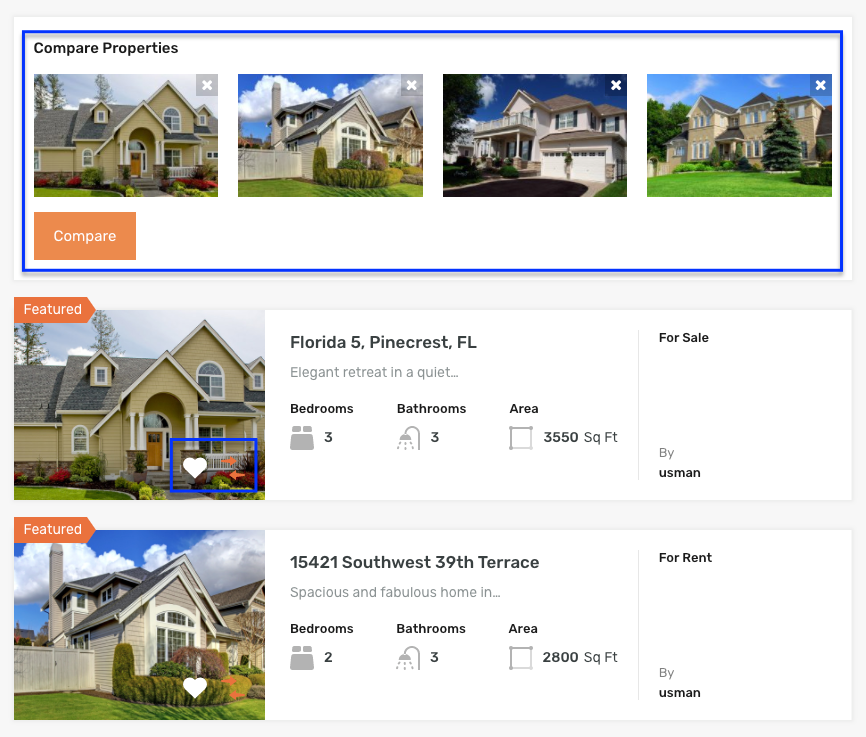 Compare Properties
Compare
Featured
Florida 5, Pinecrest, FL
Elegant retreat in a quiet…
Bedrooms Bathrooms Area
3 3 3550 Sq Ft
For Sale
By
usman
Featured
15421 Southwest 39th Terrace
Spacious and fabulous home in…
Bedrooms Bathrooms Area
2 3 2800 Sq Ft
For Rent
By
usman